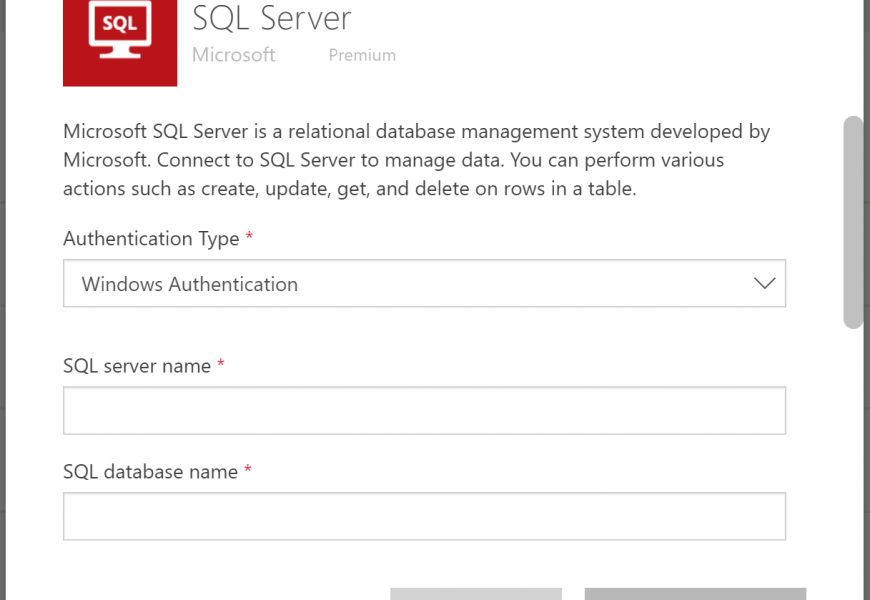 SQL
SQL Server
Microsoft Premium
Microsoft SQL Server is a relational database management system developed by
Microsoft. Connect to SQL Server to manage data. You can perform various
actions such as create, update, get, and delete on rows in a table.
Authentication Type *
Windows Authentication
SQL server name *
SQL database name *